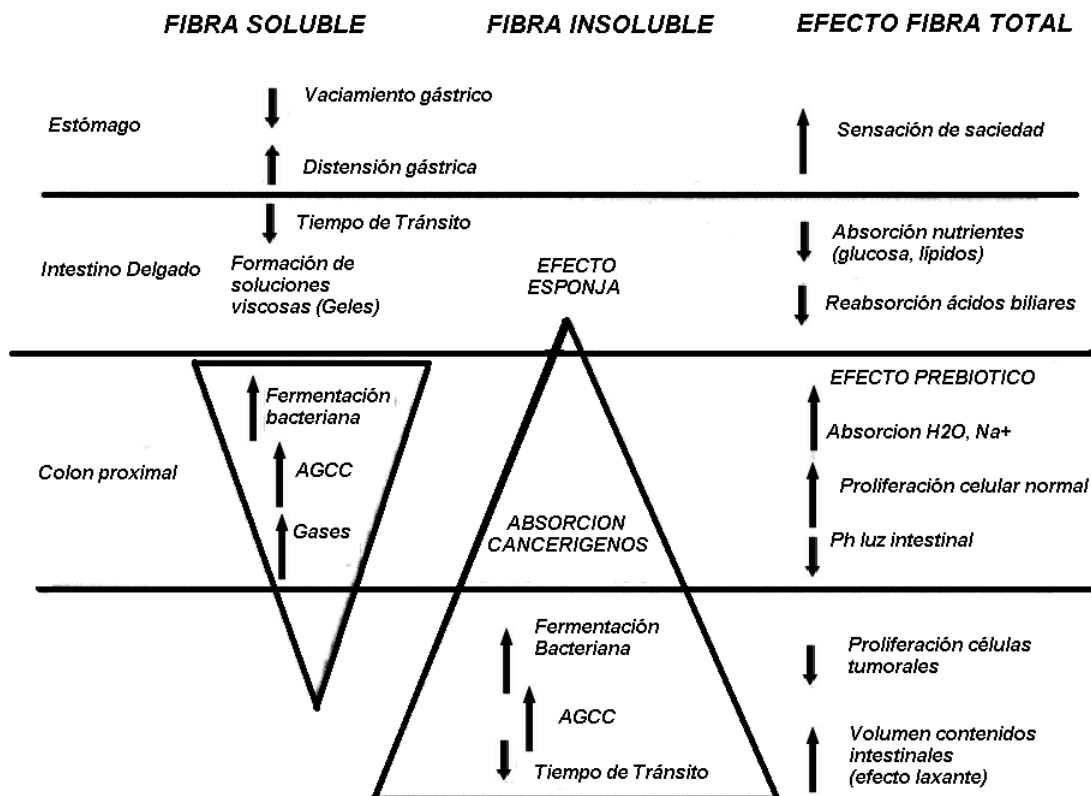 FIBRA SOLUBLE
FIBRA INSOLUBLE
EFECTO FIBRA TOTAL
Estómago
Vaciamiento gástrico
Distensión gástrica
Sensación de saciedad
Intestino Delgado
Tiempo de Tránsito
Formación de
soluciones
viscosas (Geles)
EFECTO
ESPONJA
Absorción nutrientes
(glucosa, lípidos)
Reabsorción ácidos biliares
Colon proximal
Fermentación
bacteriana
AGCC
Gases
ABSORCION
CANCERIGENOS
EFECTO PREBIOTICO
Absorcion H2O, Na+
Proliferación celular normal
Ph luz intestinal
Fermentación
Bacteriana
AGCC
Tiempo de Tránsito
Proliferación células
tumorales
Volumen contenidos
intestinales
(efecto laxante)